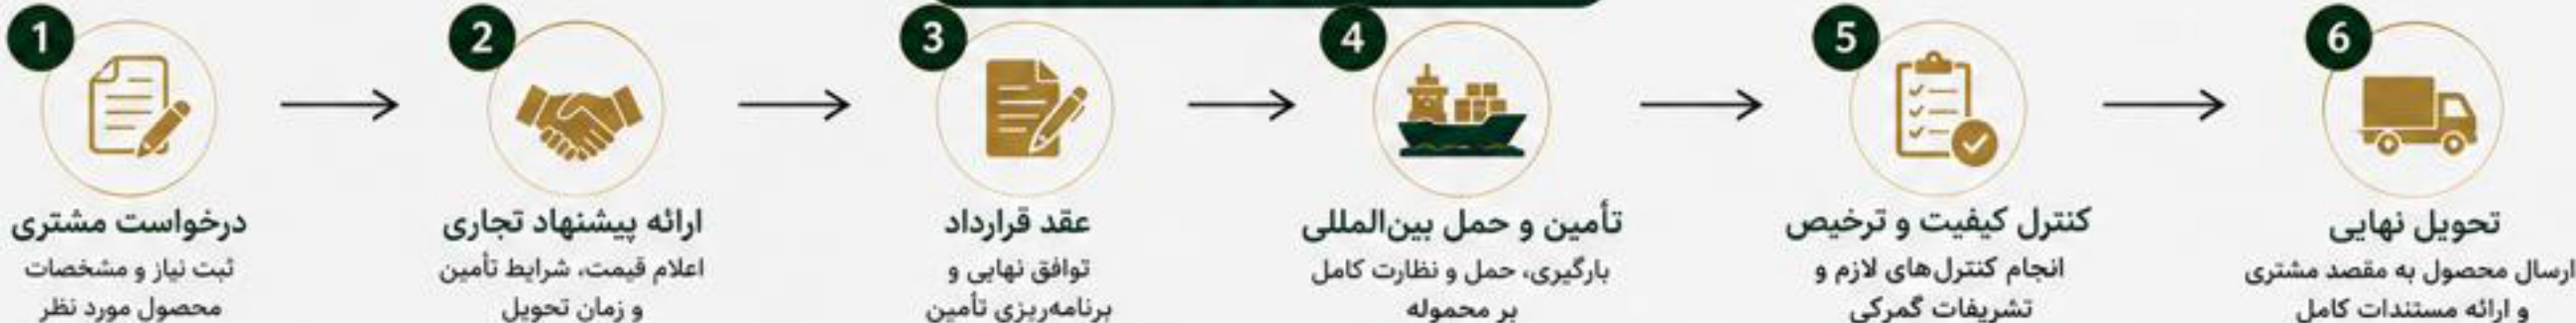 1
درخواست مشتری
ثبت نیاز و مشخصات
محصول مورد نظر
2
ارائه پیشنهاد تجاری
اعلام قیمت، شرایط تأمین
و زمان تحویل
3
عقد قرارداد
توافق نهایی و
برنامه‌ریزی تأمین
4
تأمین و حمل بین‌المللی
بارگیری، حمل و نظارت کامل
بر محموله
5
کنترل کیفیت و ترخیص
انجام کنترل‌های لازم و
تشریفات گمرکی
6
تحویل نهایی
ارسال محصول به مقصد مشتری
و ارائه مستندات کامل